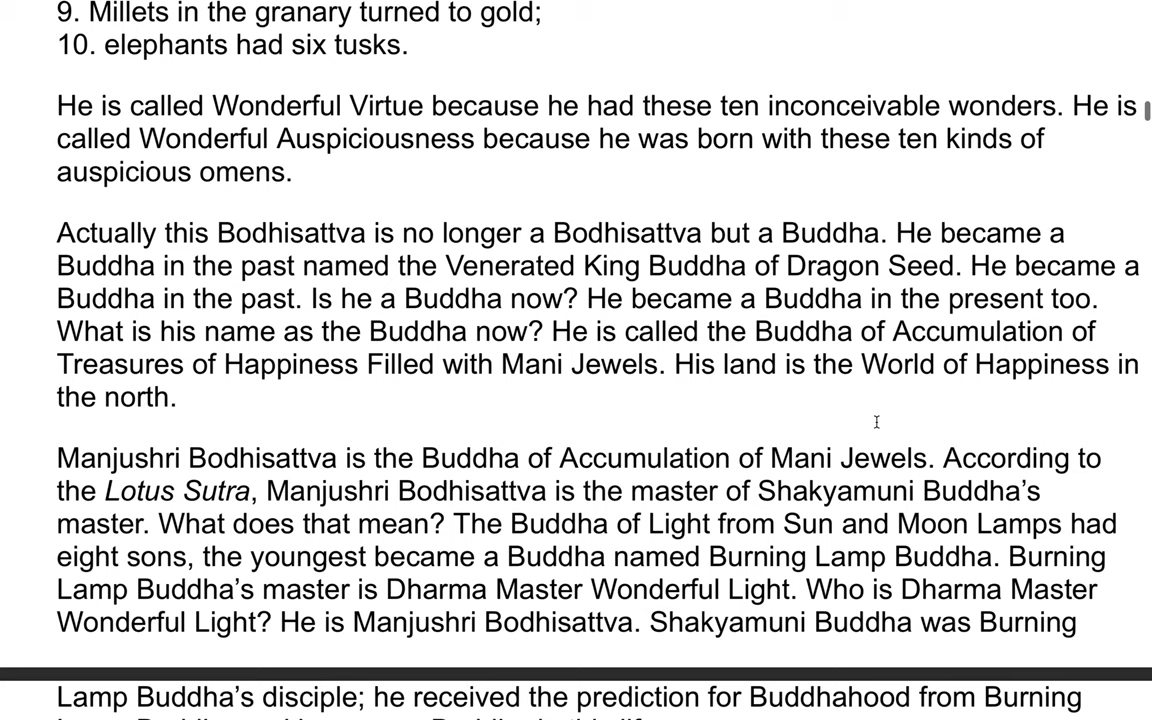 9. Millets in the granary turned to gold;
10. elephants had six tusks.
He is called Wonderful Virtue because he had these ten inconceivable wonders. He is
called Wonderful Auspiciousness because he was born with these ten kinds of
auspicious omens.
Actually this Bodhisattva is no longer a Bodhisattva but a Buddha. He became a
Buddha in the past named the Venerated King Buddha of Dragon Seed. He became a
Buddha in the past. Is he a Buddha now? He became a Buddha in the present too.
What is his name as the Buddha now? He is called the Buddha of Accumulation of
Treasures of Happiness Filled with Mani Jewels. His land is the World of Happiness in
the north.
Manjushri Bodhisattva is the Buddha of Accumulation of Mani Jewels. According to
the Lotus Sutra, Manjushri Bodhisattva is the master of Shakyamuni Buddha’s
master. What does that mean? The Buddha of Light from Sun and Moon Lamps had
eight sons, the youngest became a Buddha named Burning Lamp Buddha. Burning
Lamp Buddha’s master is Dharma Master Wonderful Light. Who is Dharma Master
Wonderful Light? He is Manjushri Bodhisattva. Shakyamuni Buddha was Burning
Lamp Buddha’s disciple; he received the prediction for Buddhahood from Burning